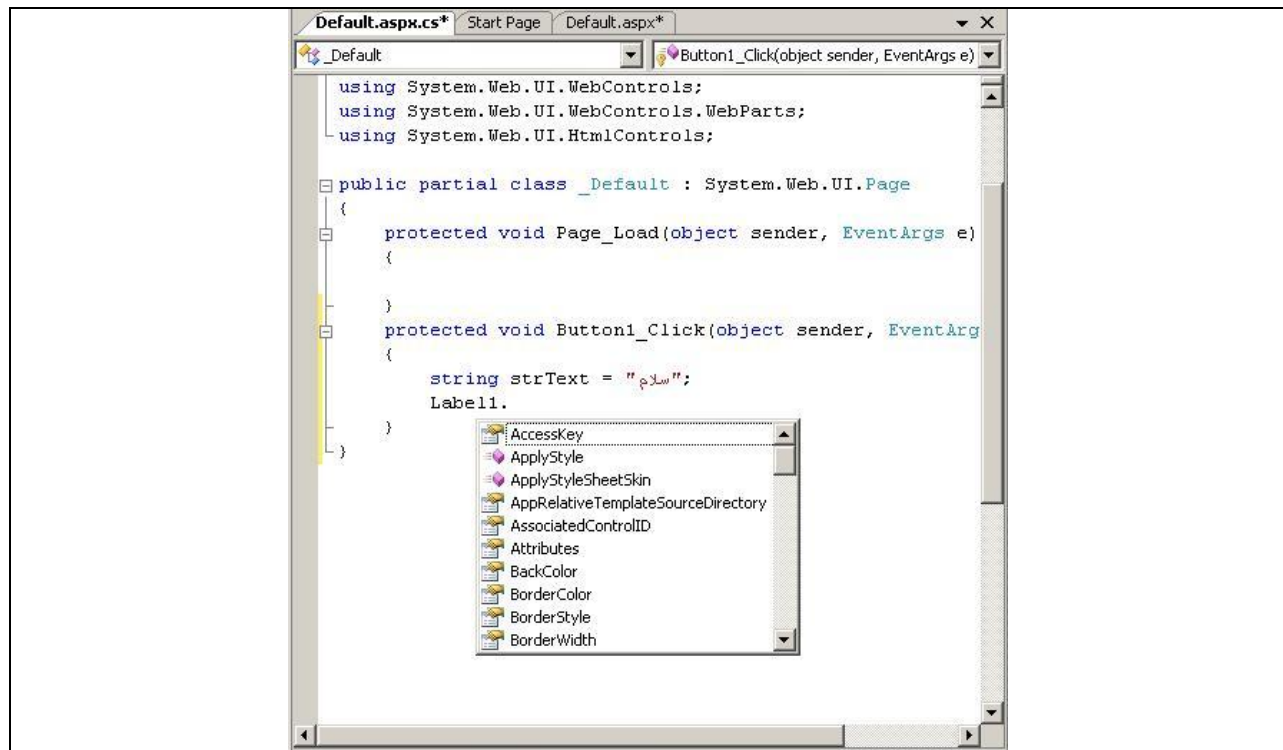 Default.aspx.cs* Start Page Default.aspx*
_Default Button1_Click(object sender, EventArgs e)
using System.Web.UI.WebControls;
using System.Web.UI.WebControls.WebParts;
using System.Web.UI.HtmlControls;
public partial class _Default : System.Web.UI.Page
{
protected void Page_Load(object sender, EventArgs e)
{
}
protected void Button1_Click(object sender, EventArg
{
string strText = "سلام";
Label1.
}
}
AccessKey
ApplyStyle
ApplyStyleSheetSkin
AppRelativeTemplateSourceDirectory
AssociatedControlID
Attributes
BackColor
BorderColor
BorderStyle
BorderWidth